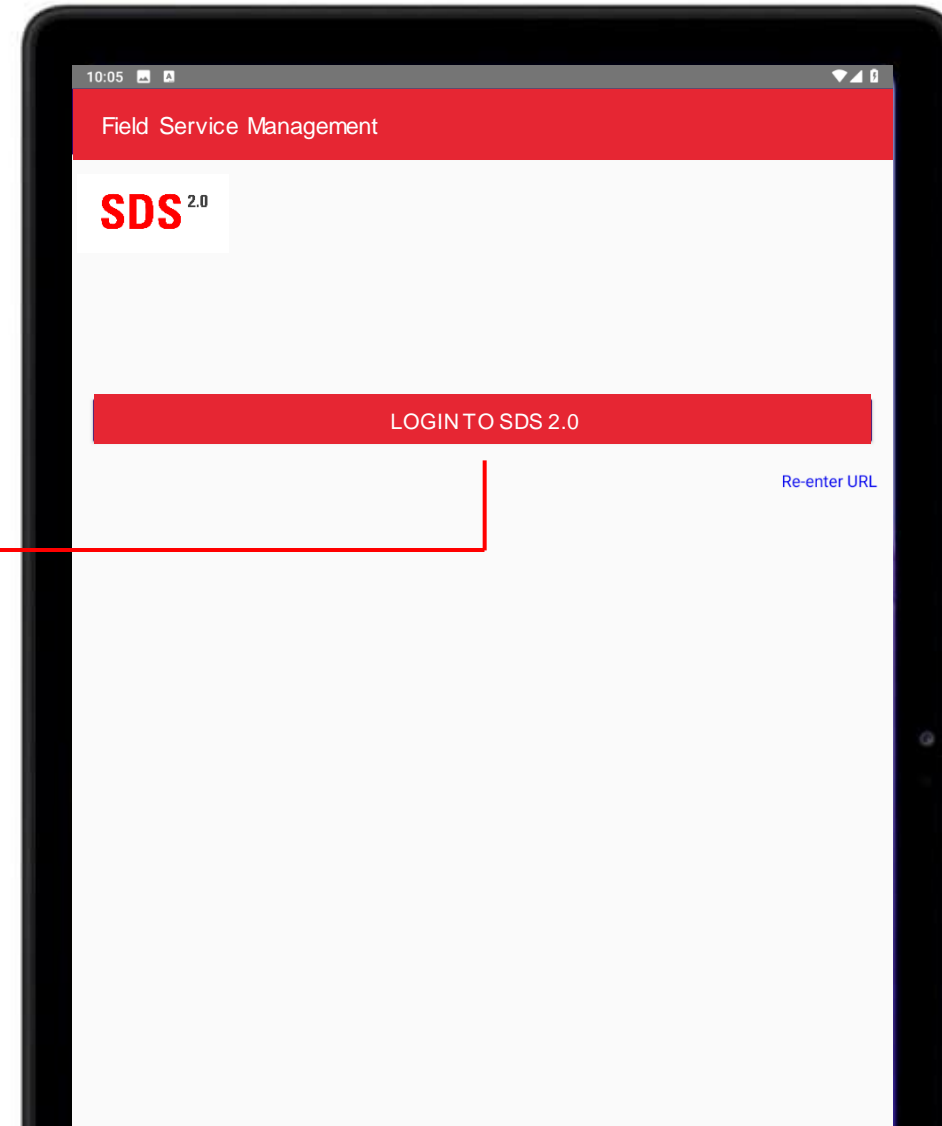 10:05
Field Service Management
SDS 2.0
LOGIN TO SDS 2.0
Re-enter URL